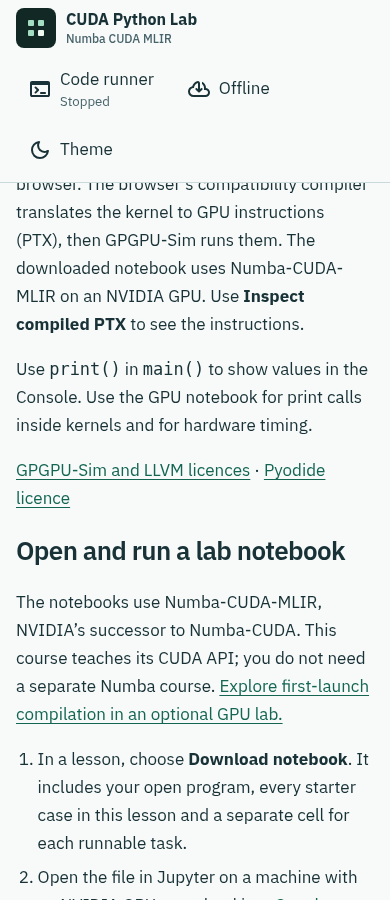 CUDA Python Lab
Numba CUDA MLIR
Code runner
Stopped
Offline
Theme
browser. The browser's compatibility compiler
translates the kernel to GPU instructions
(PTX), then GPGPU-Sim runs them. The
downloaded notebook uses Numba-CUDA-
MLIR on an NVIDIA GPU. Use Inspect
compiled PTX to see the instructions.
Use print() in main() to show values in the
Console. Use the GPU notebook for print calls
inside kernels and for hardware timing.
GPGPU-Sim and LLVM licences · Pyodide
licence
Open and run a lab notebook
The notebooks use Numba-CUDA-MLIR,
NVIDIA’s successor to Numba-CUDA. This
course teaches its CUDA API; you do not need
a separate Numba course. Explore first-launch
compilation in an optional GPU lab.
1. In a lesson, choose Download notebook. It
includes your open program, every starter
case in this lesson and a separate cell for
each runnable task.
2. Open the file in Jupyter on a machine with